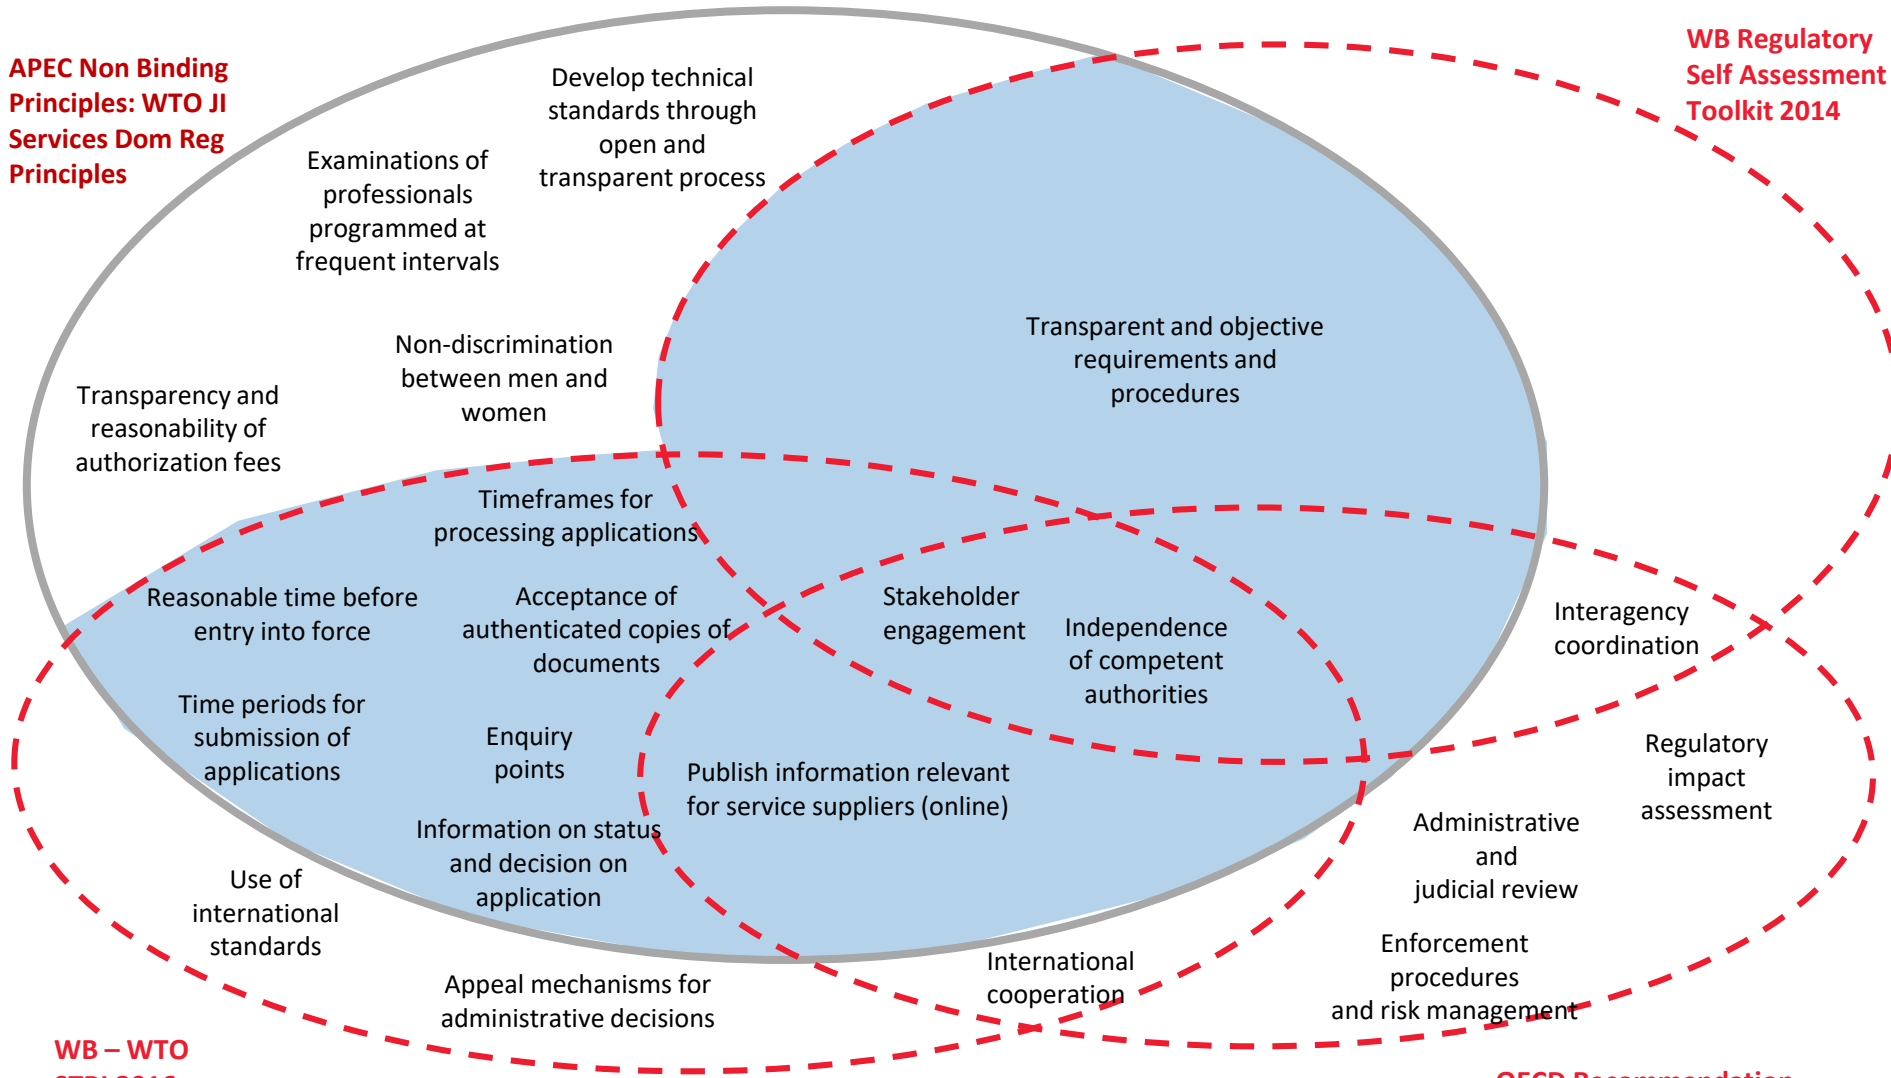 APEC Non Binding
Principles: WTO JI
Services Dom Reg
Principles
WB Regulatory
Self Assessment
Toolkit 2014
Develop technical
standards through
open and
transparent process
Examinations of
professionals
programmed at
frequent intervals
Non-discrimination
between men and
women
Transparency and
reasonability of
authorization fees
Transparent and objective
requirements and
procedures
Timeframes for
processing applications
Reasonable time before
entry into force
Acceptance of
authenticated copies of
documents
Stakeholder
engagement
Independence
of competent
authorities
Interagency
coordination
Time periods for
submission of
applications
Enquiry
points
Publish information relevant
for service suppliers (online)
Regulatory
impact
assessment
Information on status
and decision on
application
Administrative
and
judicial review
Use of
international
standards
Enforcement
procedures
and risk management
International
cooperation
Appeal mechanisms for
administrative decisions
WB – WTO
STRI 2016
OECD Recommendation